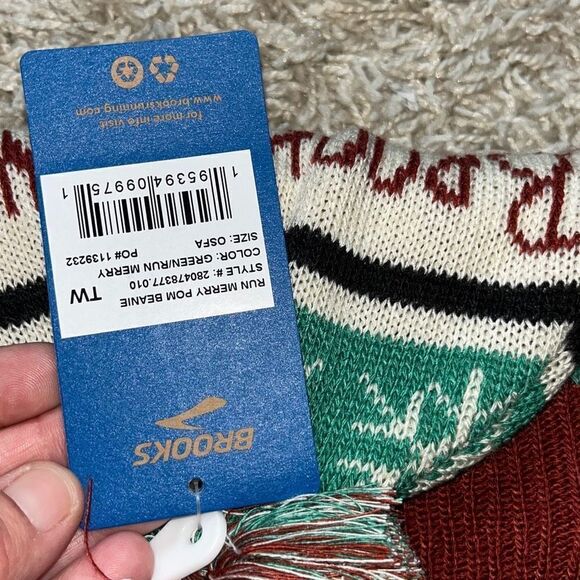 BROOKS
RUN MERRY POM BEANIE
STYLE #: 280478377.010
COLOR: GREEN/RUN MERRY
SIZE: OSFA
PO# 1139232
TW
1 95394 09975 1
for more info visit
www.brooksrunning.com